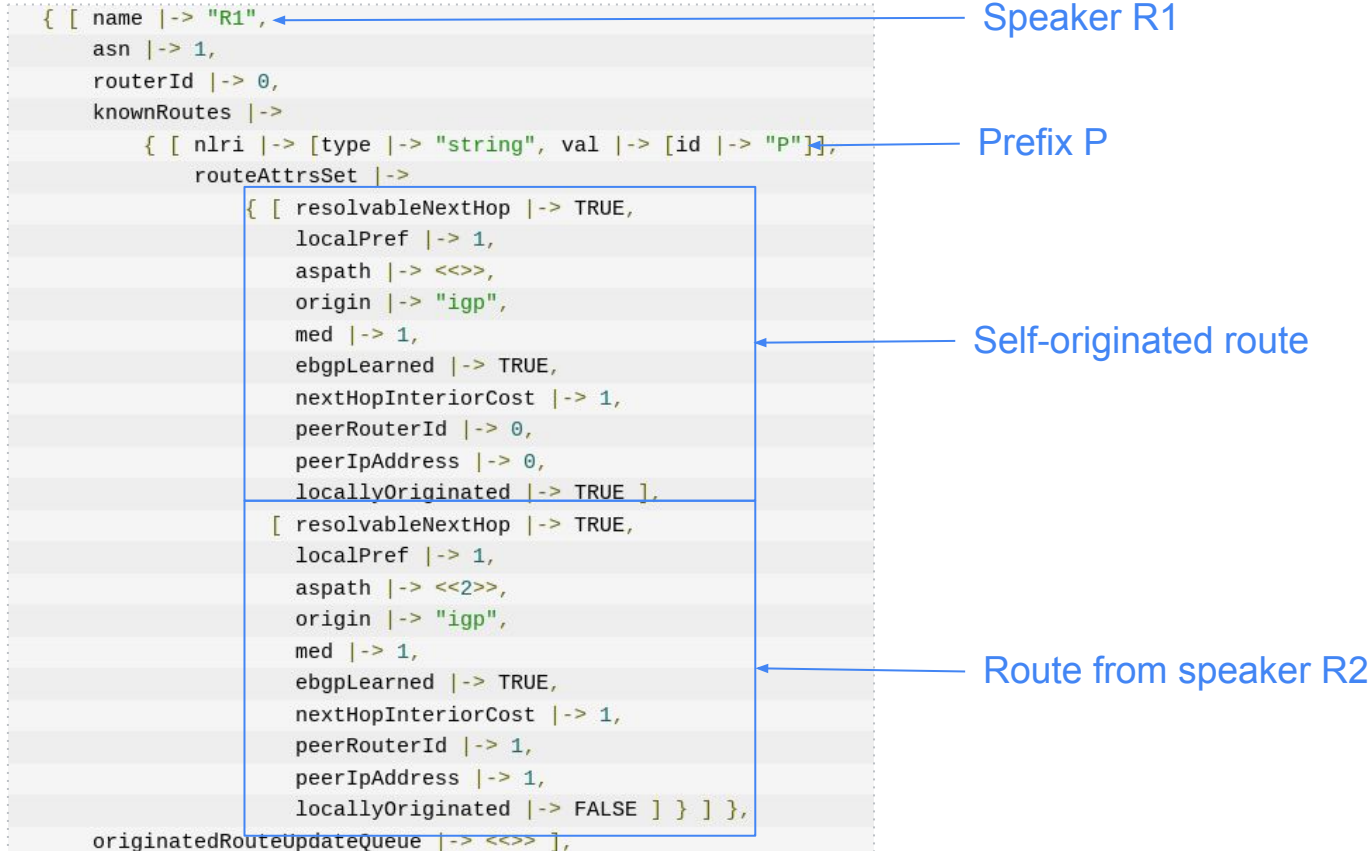 { [ name |-> "R1",
Speaker R1
asn |-> 1,
routerId |-> 0,
knownRoutes |->
{ [ nlri |-> [type |-> "string", val |-> [id |-> "P"]],
Prefix P
routeAttrsSet |->
{ [ resolvableNextHop |-> TRUE,
localPref |-> 1,
aspath |-> <<>>,
origin |-> "igp",
med |-> 1,
Self-originated route
ebgpLearned |-> TRUE,
nextHopInteriorCost |-> 1,
peerRouterId |-> 0,
peerIpAddress |-> 0,
locallyOriginated |-> TRUE ],
[ resolvableNextHop |-> TRUE,
localPref |-> 1,
aspath |-> <<2>>,
origin |-> "igp",
med |-> 1,
Route from speaker R2
ebgpLearned |-> TRUE,
nextHopInteriorCost |-> 1,
peerRouterId |-> 1,
peerIpAddress |-> 1,
locallyOriginated |-> FALSE ] } ] },
originatedRouteUpdateQueue |-> <<>> ],